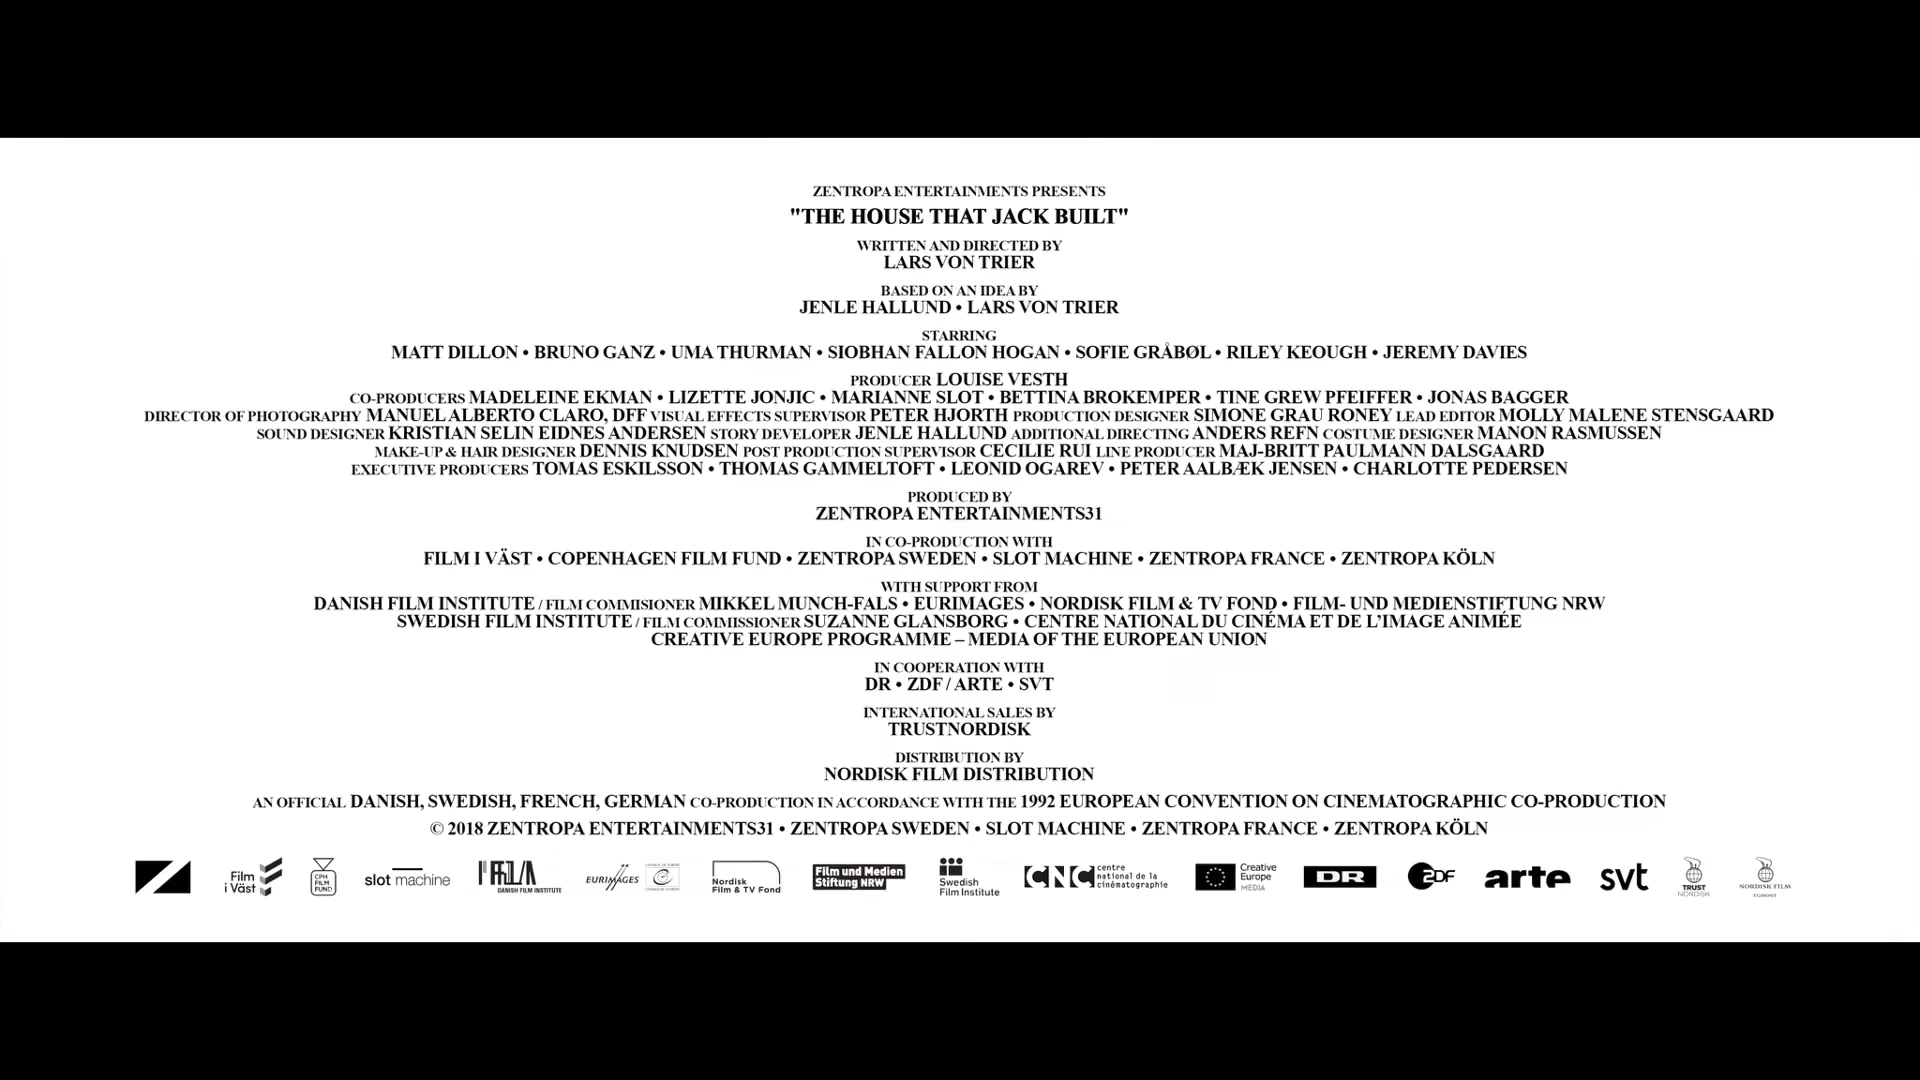 ZENTROPA ENTERTAINMENTS PRESENTS
"THE HOUSE THAT JACK BUILT"
WRITTEN AND DIRECTED BY
LARS VON TRIER
BASED ON AN IDEA BY
JENLE HALLUND • LARS VON TRIER
STARRING
MATT DILLON • BRUNO GANZ • UMA THURMAN • SIOBHAN FALLON HOGAN • SOFIE GRÅBØL • RILEY KEOUGH • JEREMY DAVIES
PRODUCER LOUISE VESTH
CO-PRODUCERS MADELEINE EKMAN • LIZETTE JONJIC • MARIANNE SLOT • BETTINA BROKEMPER • TINE GREW PFEIFFER • JONAS BAGGER
DIRECTOR OF PHOTOGRAPHY MANUEL ALBERTO CLARO, DFF VISUAL EFFECTS SUPERVISOR PETER HJORTH PRODUCTION DESIGNER SIMONE GRAU RONEY LEAD EDITOR MOLLY MALENE STENSGAARD
SOUND DESIGNER KRISTIAN SELIN EIDNES ANDERSEN STORY DEVELOPER JENLE HALLUND ADDITIONAL DIRECTING ANDERS REFN COSTUME DESIGNER MANON RASMUSSEN
MAKE-UP & HAIR DESIGNER DENNIS KNUDSEN POST PRODUCTION SUPERVISOR CECILIE RUI LINE PRODUCER MAJ-BRITT PAULMANN DALSGAARD
EXECUTIVE PRODUCERS TOMAS ESKILSSON • THOMAS GAMMELTOFT • LEONID OGAREV • PETER AALBÆK JENSEN • CHARLOTTE PEDERSEN
PRODUCED BY
ZENTROPA ENTERTAINMENTS31
IN CO-PRODUCTION WITH
FILM I VÄST • COPENHAGEN FILM FUND • ZENTROPA SWEDEN • SLOT MACHINE • ZENTROPA FRANCE • ZENTROPA KÖLN
WITH SUPPORT FROM
DANISH FILM INSTITUTE / FILM COMMISIONER MIKKEL MUNCH-FALS • EURIMAGES • NORDISK FILM & TV FOND • FILM- UND MEDIENSTIFTUNG NRW
SWEDISH FILM INSTITUTE / FILM COMMISSIONER SUZANNE GLANSBORG • CENTRE NATIONAL DU CINÉMA ET DE L'IMAGE ANIMÉE
CREATIVE EUROPE PROGRAMME – MEDIA OF THE EUROPEAN UNION
IN COOPERATION WITH
DR • ZDF / ARTE • SVT
INTERNATIONAL SALES BY
TRUSTNORDISK
DISTRIBUTION BY
NORDISK FILM DISTRIBUTION
AN OFFICIAL DANISH, SWEDISH, FRENCH, GERMAN CO-PRODUCTION IN ACCORDANCE WITH THE 1992 EUROPEAN CONVENTION ON CINEMATOGRAPHIC CO-PRODUCTION
© 2018 ZENTROPA ENTERTAINMENTS31 • ZENTROPA SWEDEN • SLOT MACHINE • ZENTROPA FRANCE • ZENTROPA KÖLN
Film
i Väst
CPH
FILM
FUND
slot machine
DANISH FILM INSTITUTE
EURIMAGES
Nordisk
Film & TV Fond
Film und Medien
Stiftung NRW
Swedish
Film Institute
CNC
centre
national de la
cinématographie
Creative
Europe
MEDIA
DR
ZDF
arte
svt
TRUST
NORDISK
NORDISK FILM
EGMONT